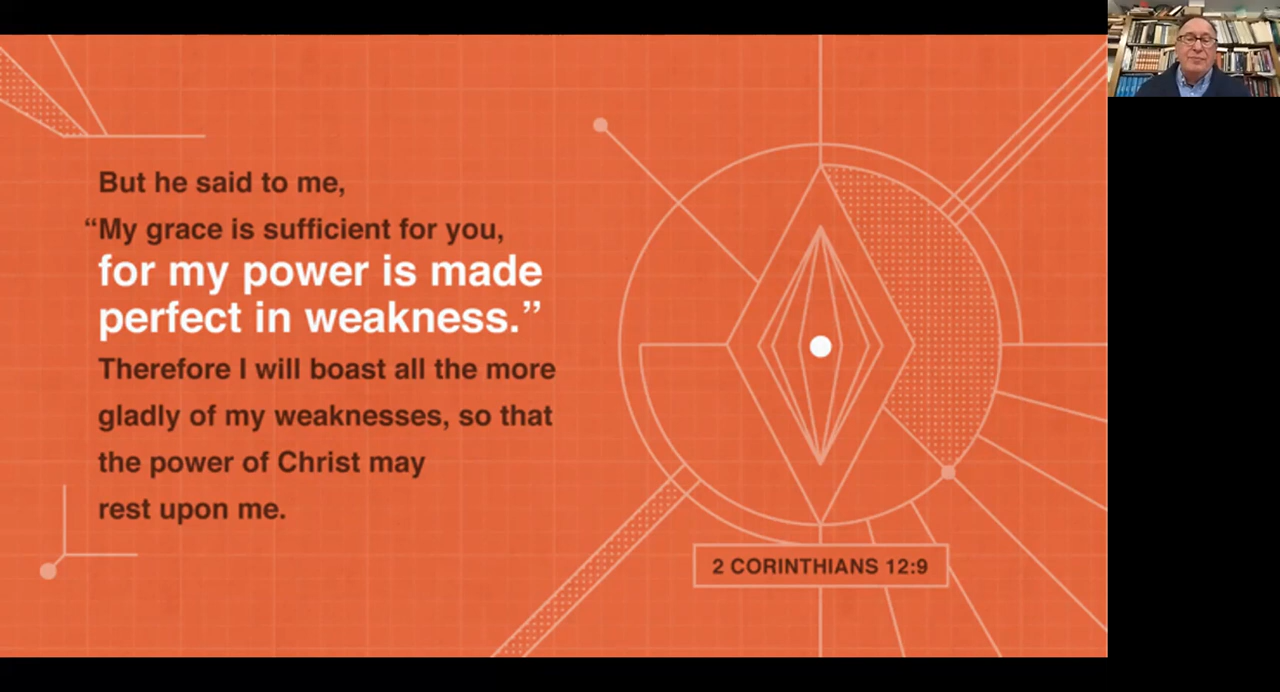 But he said to me,
“My grace is sufficient for you,
for my power is made
perfect in weakness.”
Therefore I will boast all the more
gladly of my weaknesses, so that
the power of Christ may
rest upon me.
2 CORINTHIANS 12:9